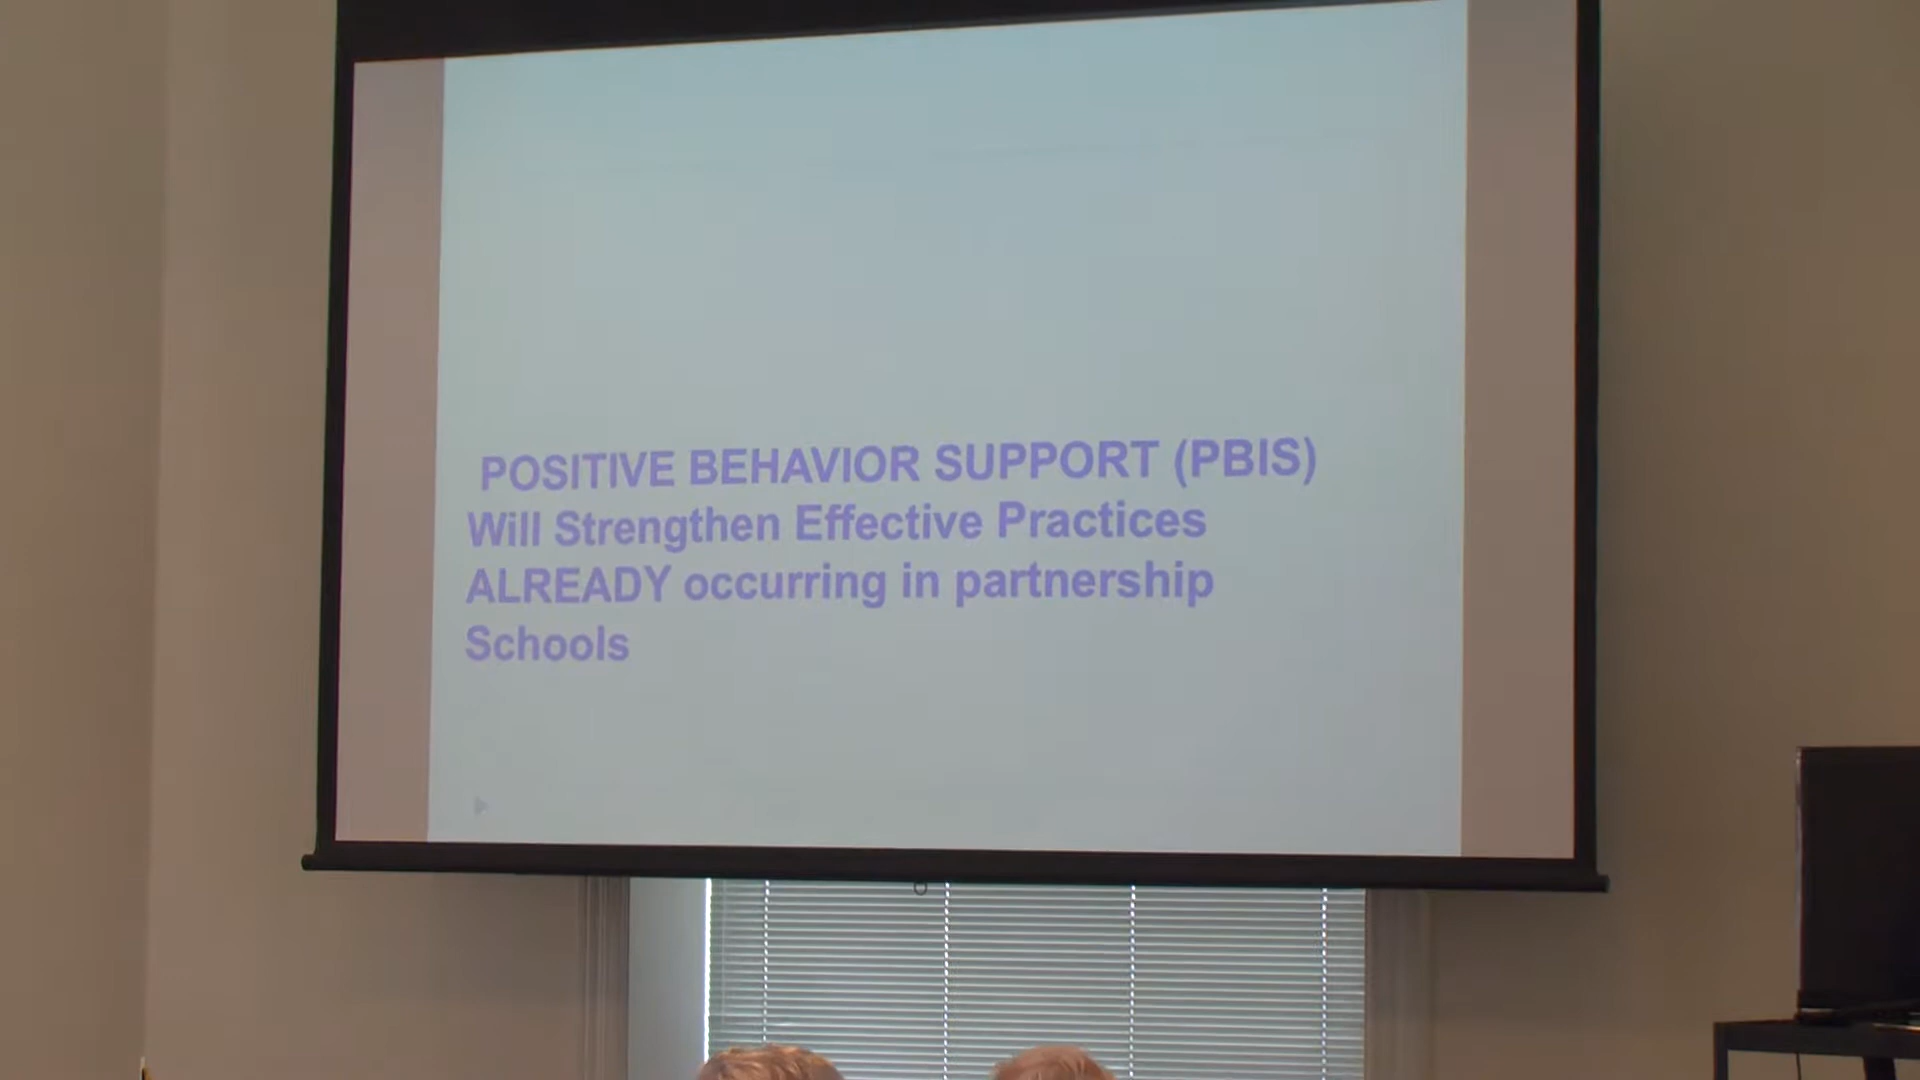 POSITIVE BEHAVIOR SUPPORT (PBIS)
Will Strengthen Effective Practices
ALREADY occurring in partnership
Schools